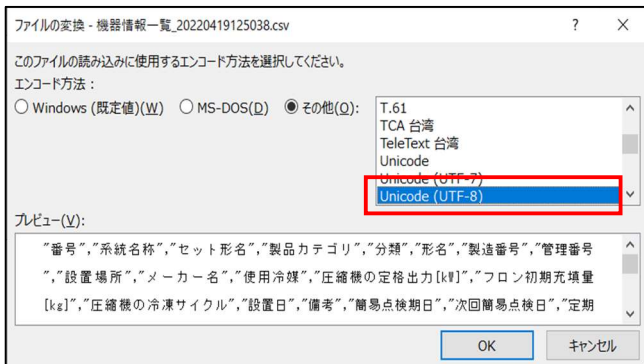 ファイルの変換 - 機器情報一覧_20220419125038.csv ? ×
このファイルの読み込みに使用するエンコード方法を選択してください。
エンコード方法：
Windows (既定値)(W) MS-DOS(D) その他(O):
T.61
TCA 台湾
TeleText 台湾
Unicode
Unicode (UTF-7)
Unicode (UTF-8)
プレビュー(V):
"番号","系統名称","セット形名","製品カテゴリ","分類","形名","製造番号","管理番号
","設置場所","メーカー名","使用冷媒","圧縮機の定格出力[kW]","フロン初期充填量
[kg]","圧縮機の冷凍サイクル","設置日","備考","簡易点検期日","次回簡易点検日","定期
OK キャンセル